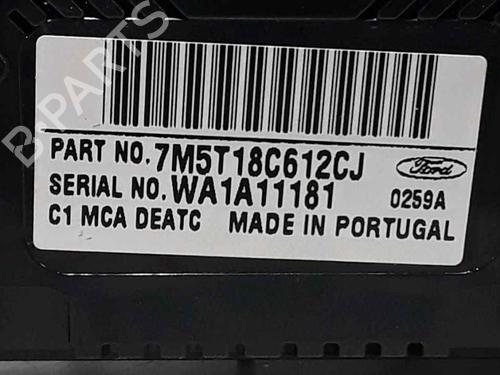 B-PARTS
PART NO. 7M5T18C612CJ
Ford
SERIAL NO. WA1A11181 0259A
C1 MCA DEATC MADE IN PORTUGAL